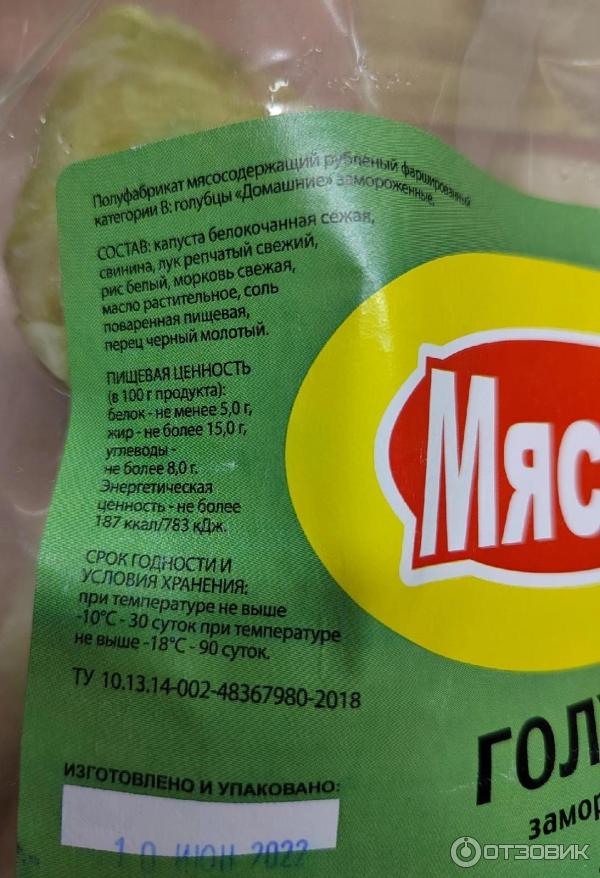 Полуфабрикат мясосодержащий рубленый фаршированный
категории В: голубцы «Домашние» замороженные.
СОСТАВ: капуста белокочанная сежая,
свинина, лук репчатый свежий,
рис белый, морковь свежая,
масло растительное, соль
поваренная пищевая,
перец черный молотый.
ПИЩЕВАЯ ЦЕННОСТЬ
(в 100 г продукта):
белок - не менее 5,0 г,
жир - не более 15,0 г,
углеводы -
не более 8,0 г.
Энергетическая
ценность - не более
187 ккал/783 кДж.
СРОК ГОДНОСТИ И
УСЛОВИЯ ХРАНЕНИЯ:
при температуре не выше
-10°С - 30 суток при температуре
не выше -18°С - 90 суток.
ТУ 10.13.14-002-48367980-2018
ИЗГОТОВЛЕНО И УПАКОВАНО:
10 ИЮН 2022
Мяс
ГОЛ
замор
ОТЗОВИК